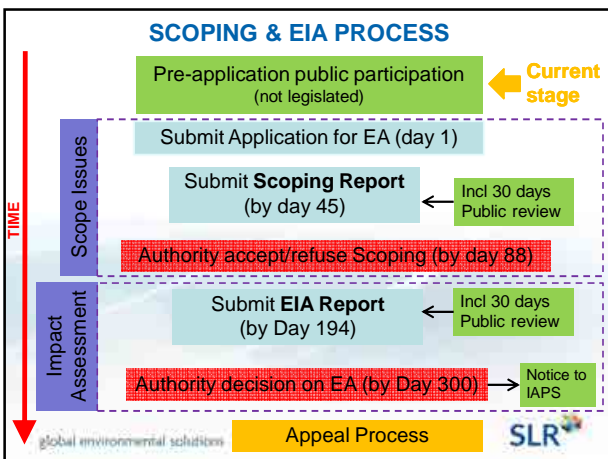 SCOPING & EIA PROCESS
Pre-application public participation
(not legislated)
Current
stage
TIME
Scope Issues
Submit Application for EA (day 1)
Submit Scoping Report
(by day 45)
Incl 30 days
Public review
Authority accept/refuse Scoping (by day 88)
Impact
Assessment
Submit EIA Report
(by Day 194)
Incl 30 days
Public review
Authority decision on EA (by Day 300)
Notice to
IAPS
global environmental solutions
Appeal Process
SLR